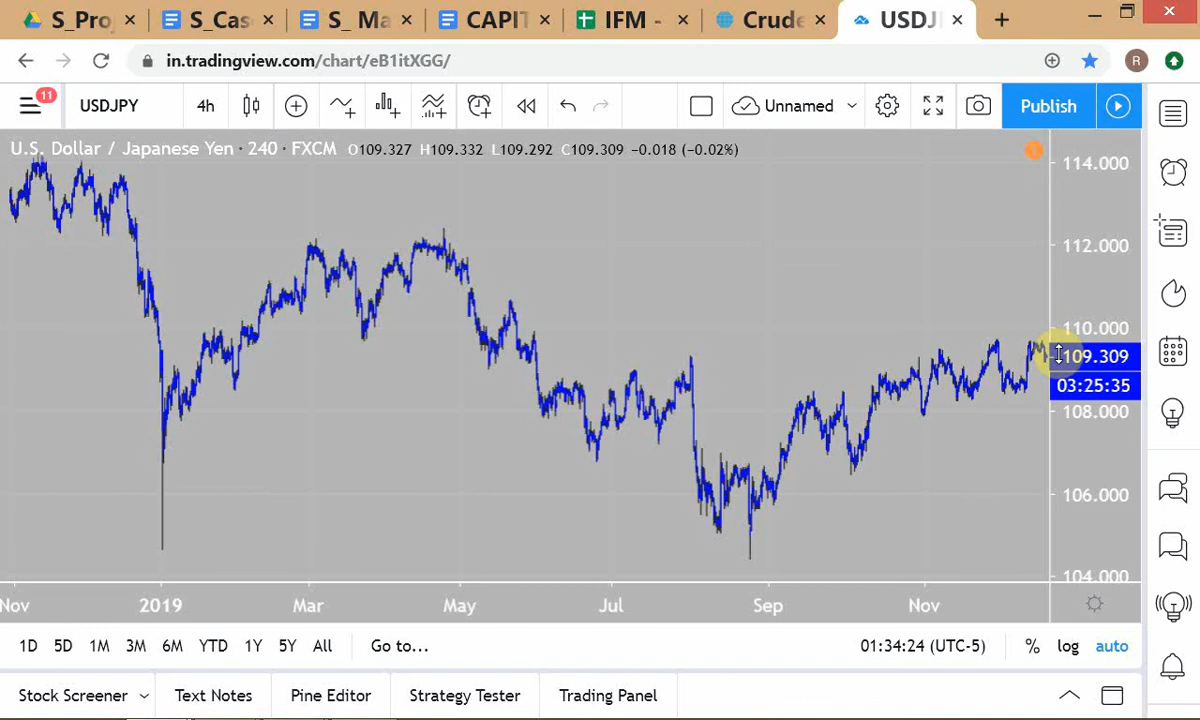 S_Proj S_Cas S_ Ma CAPIT IFM - Crude USDJI
in.tradingview.com/chart/eB1itXGG/ R
11 USDJPY 4h Unnamed Publish
U.S. Dollar / Japanese Yen · 240 · FXCM O109.327 H109.332 L109.292 C109.309 −0.018 (−0.02%)
114.000
112.000
110.000
109.309
03:25:35
108.000
106.000
104.000
Nov 2019 Mar May Jul Sep Nov
1D 5D 1M 3M 6M YTD 1Y 5Y All Go to... 01:34:24 (UTC-5) % log auto
Stock Screener Text Notes Pine Editor Strategy Tester Trading Panel